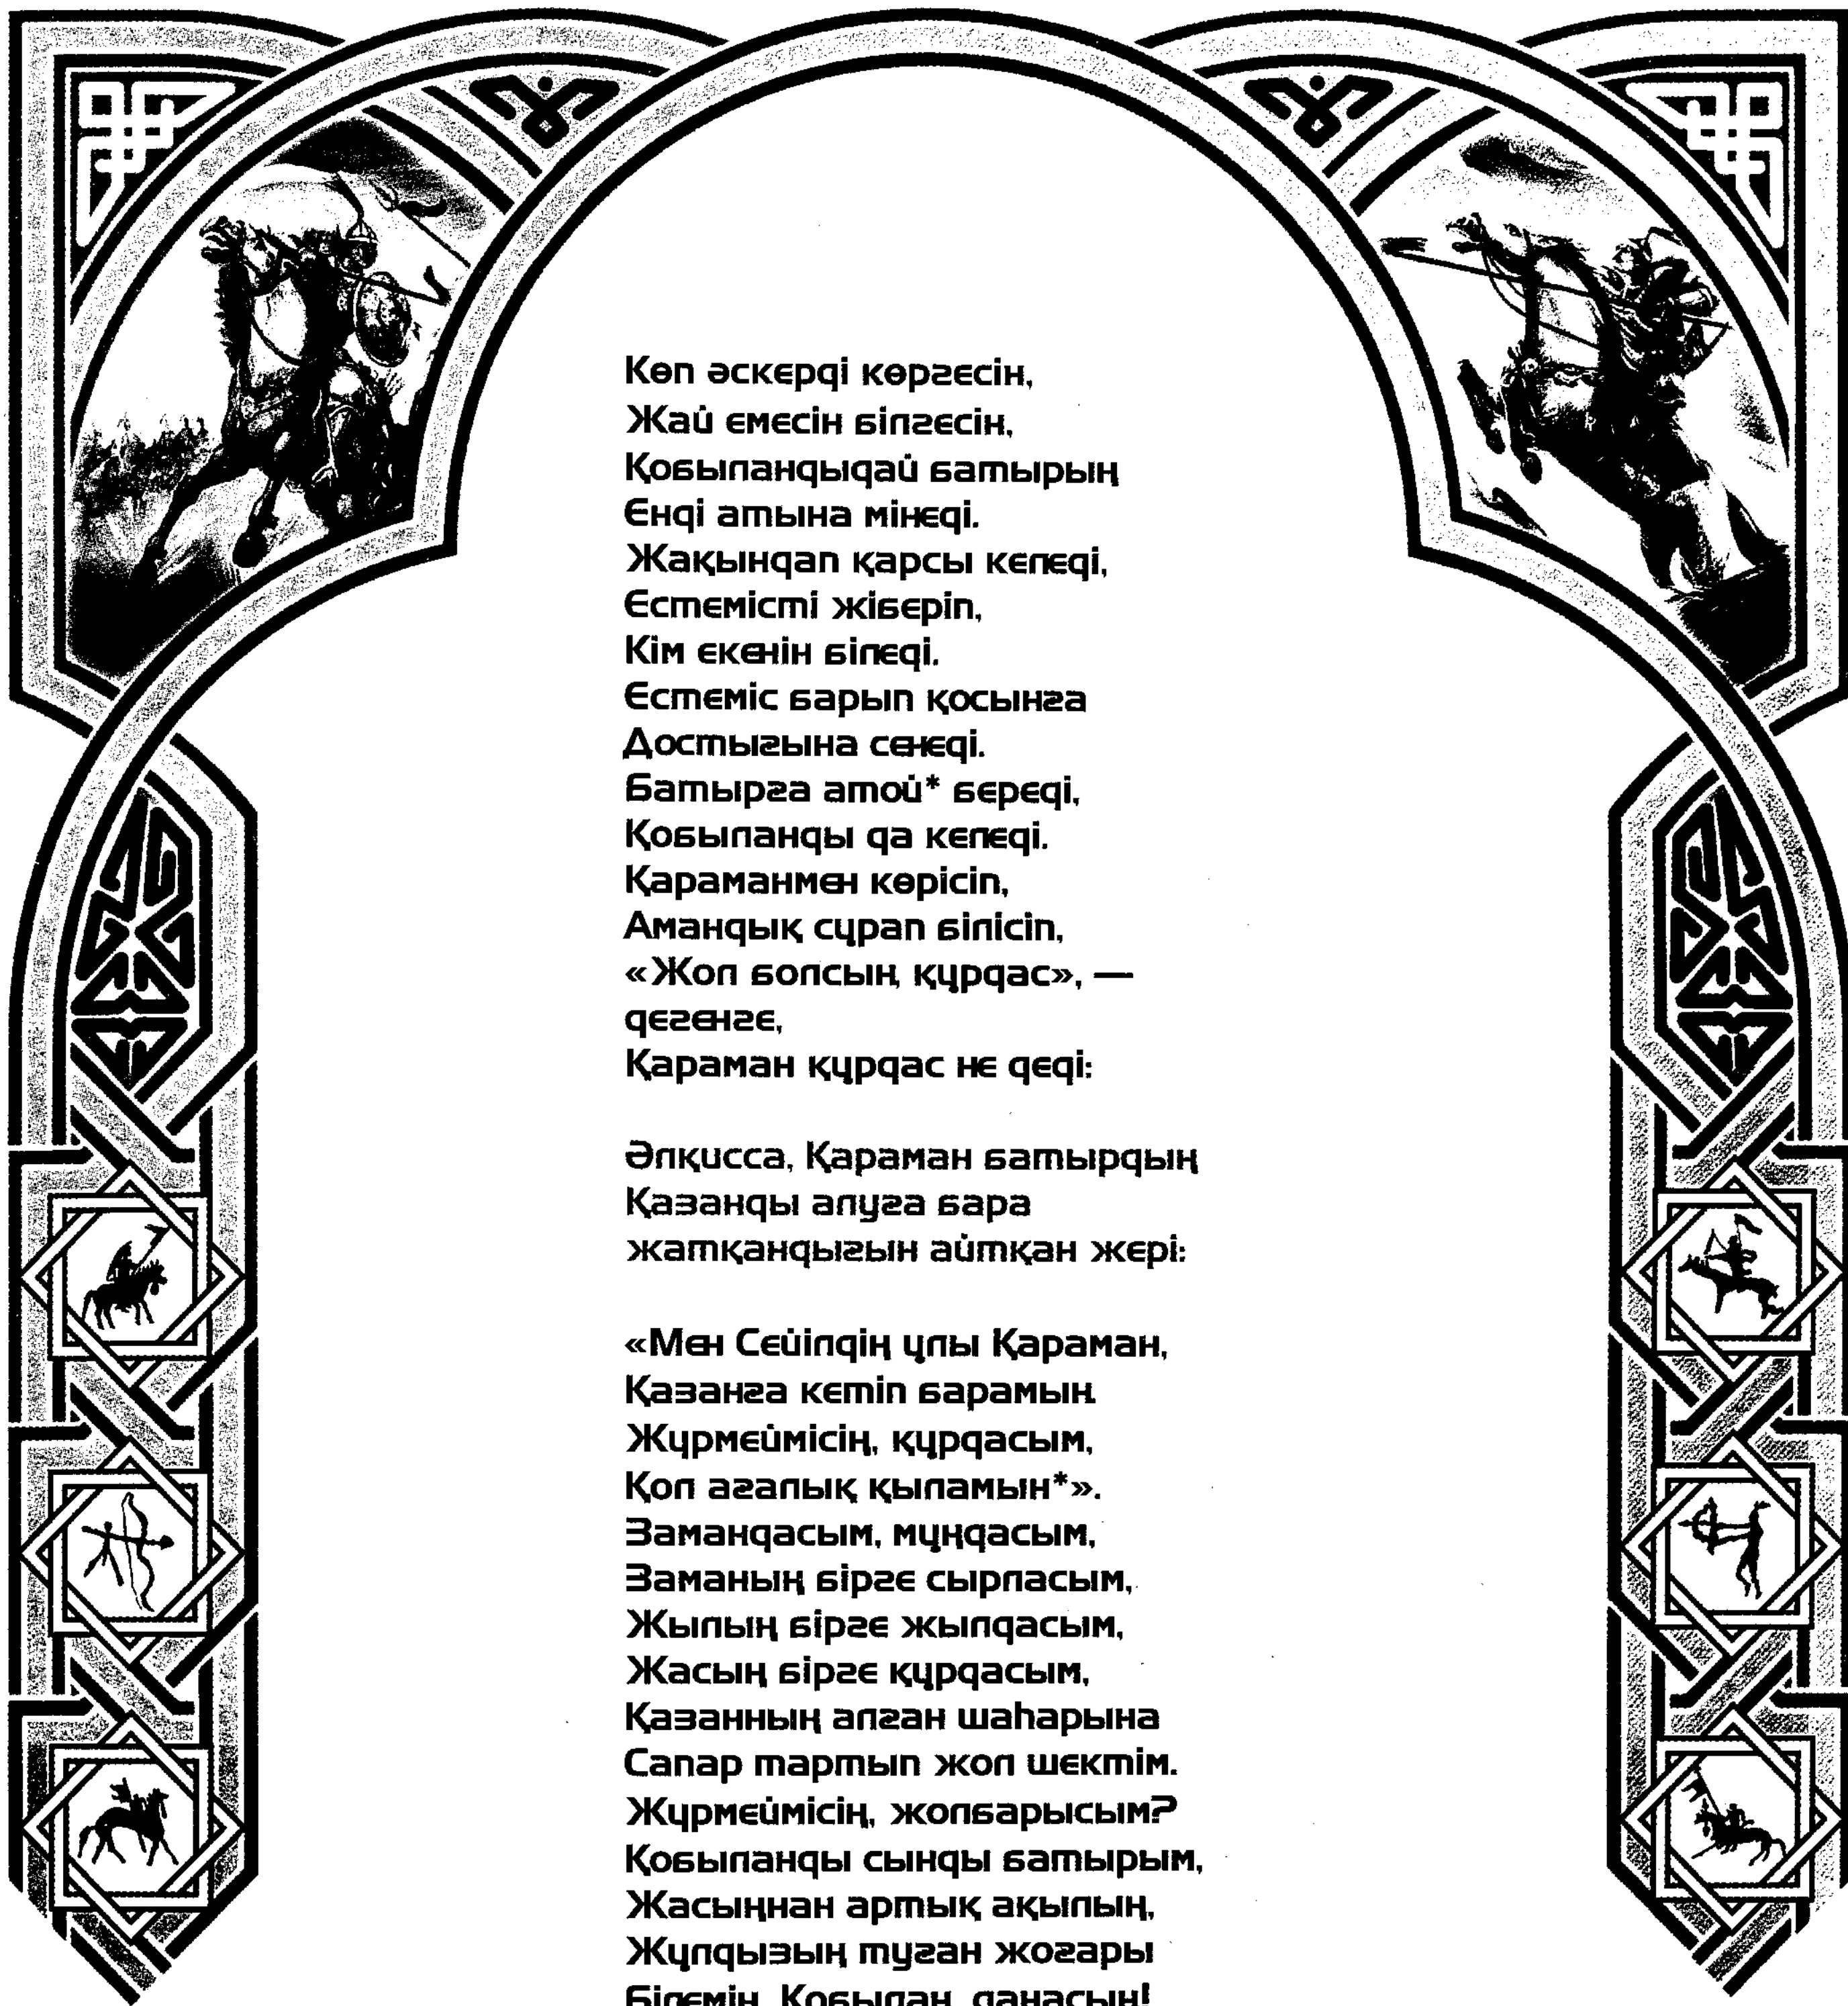 Көп әскерді көргесін,
Жай емесін білгесін,
Қобыландыдай батырың
Енді атына мінеді.
Жақындап қарсы келеді,
Естемісті жіберіп,
Кім екенін біледі.
Естеміс барып қосынға
Достығына сенеді.
Батырға атой* береді,
Қобыланды да келеді.
Қараманмен көрісіп,
Амандық сұрап білісіп,
«Жол болсың құрдас», —
дегенге,
Қараман құрдас не деді:
Әлқисса, Қараман батырдың
Қазанды алуға бара
жатқандығын айтқан жері:
«Мен Сейілдің ұлы Қараман,
Қазанға кетіп барамын
Жүрмеймісің, құрдасым,
Қол ағалық қыламын*».
Замандасым, мұңдасым,
Заманың бірге сырласым,
Жылың бірге жылдасым,
Жасың бірге құрдасым,
Қазанның алған шаһарына
Сапар тартып жол шектім.
Жүрмеймісің, жолбарысым?
Қобыланды сынды батырым,
Жасыңнан артық ақылың,
Жұлдызың туған жоғары
Білемін, Қобылан, данасың!